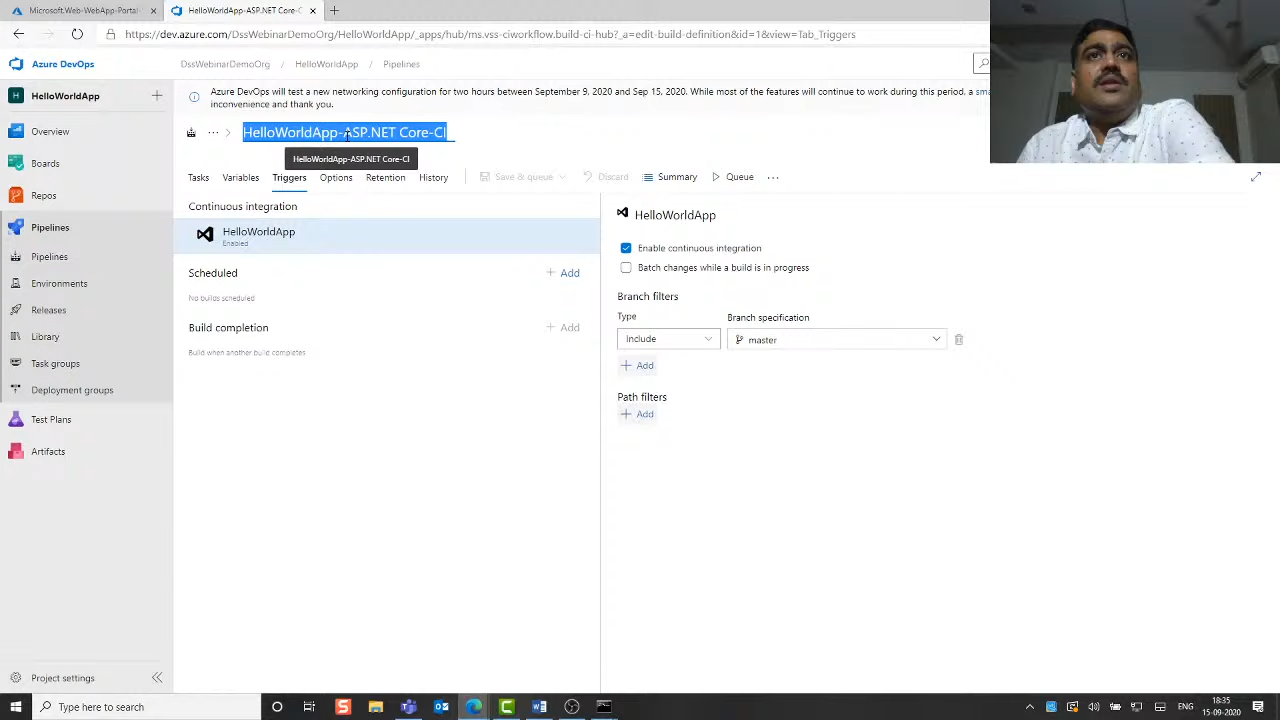 Microsoft.Web-WebApp-Portal
HelloWorldApp-ASP.NET Core-C
https://dev.azure.com/DssWebinarDemoOrg/HelloWorldApp/_apps/hub/ms.vss-ciworkflow.build-ci-hub?_a=edit-build-definition&id=1&view=Tab_Triggers
Azure DevOps
DssWebinarDemoOrg / HelloWorldApp / Pipelines
HelloWorldApp
Azure DevOps will test a new networking configuration for two hours between September 9, 2020 and Sep 15, 2020. While most of the features will continue to work during this period, a sm
inconvenience and thank you.
HelloWorldApp-ASP.NET Core-CI
HelloWorldApp-ASP.NET Core-CI
Tasks Variables Triggers Options Retention History Save & queue Discard Summary Queue
Overview
Boards
Repos
Pipelines
Pipelines
Environments
Releases
Library
Task groups
Deployment groups
Test Plans
Artifacts
Project settings
Continuous integration
HelloWorldApp
Enabled
Scheduled
Add
No builds scheduled
Build completion
Add
Build when another build completes
HelloWorldApp
Enable continuous integration
Batch changes while a build is in progress
Branch filters
Type Branch specification
Include master
Add
Path filters
Add
Type here to search
ENG
18:35
15-09-2020